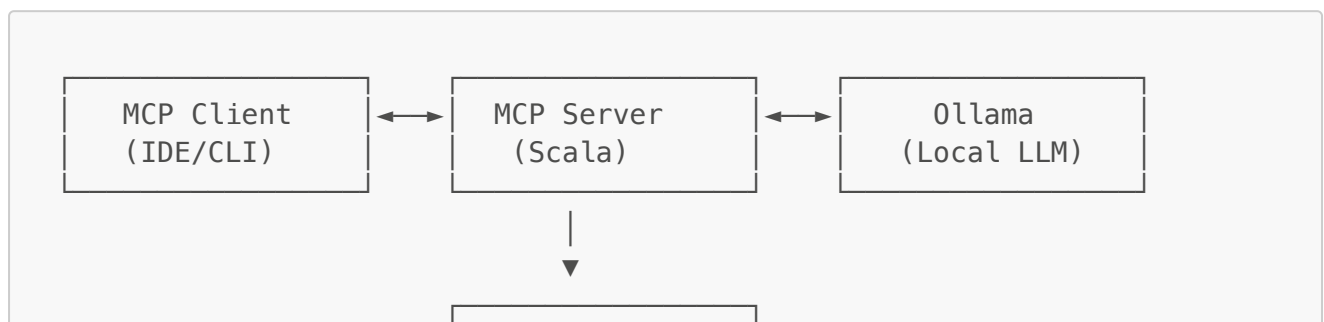 MCP Client MCP Server Ollama
(IDE/CLI) (Scala) (Local LLM)